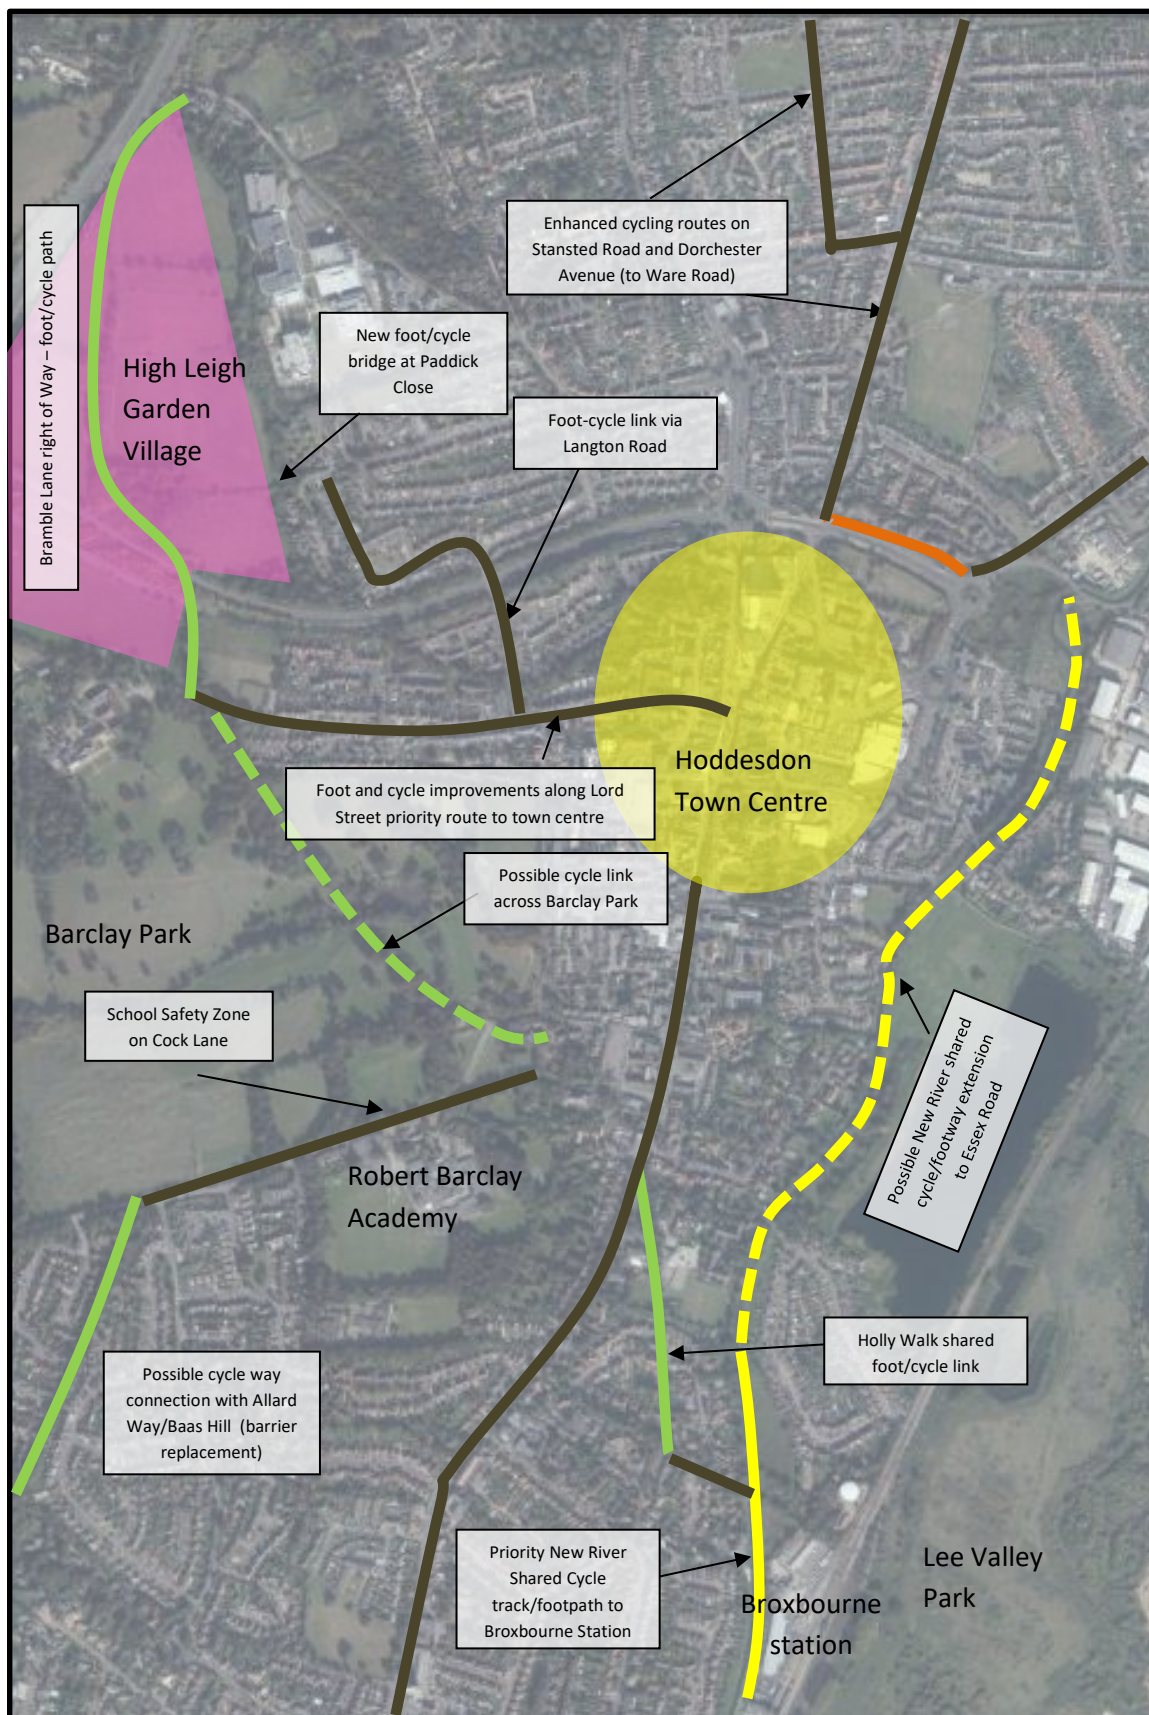 Enhanced cycling routes on
Stansted Road and Dorchester
Avenue (to Ware Road)
Bramble Lane right of Way – foot/cycle path
New foot/cycle
bridge at Paddick
Close
High Leigh
Garden
Village
Foot-cycle link via
Langton Road
Hoddesdon
Town Centre
Foot and cycle improvements along Lord
Street priority route to town centre
Possible cycle link
across Barclay Park
Barclay Park
School Safety Zone
on Cock Lane
Possible New River shared
cycle/footway extension
to Essex Road
Robert Barclay
Academy
Holly Walk shared
foot/cycle link
Possible cycle way
connection with Allard
Way/Baas Hill  (barrier
replacement)
Priority New River
Shared Cycle
track/footpath to
Broxbourne Station
Lee Valley
Park
Broxbourne
station